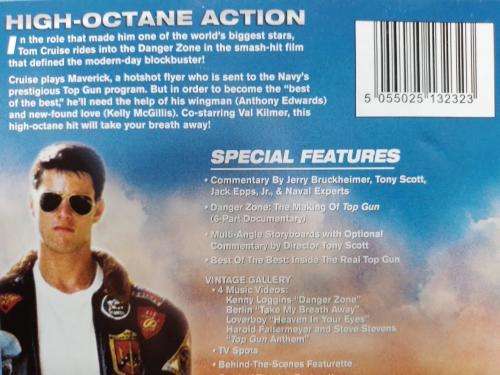 HIGH-OCTANE ACTION
In the role that made him one of the world's biggest stars,
Tom Cruise rides into the Danger Zone in the smash-hit film
that defined the modern-day blockbuster!
Cruise plays Maverick, a hotshot flyer who is sent to the Navy's
prestigious Top Gun program. But in order to become the "best
of the best," he'll need the help of his wingman (Anthony Edwards)
and new-found love (Kelly McGillis). Co-starring Val Kilmer, this
high-octane hit will take your breath away!
5 055025 132323
SPECIAL FEATURES
• Commentary By Jerry Bruckheimer, Tony Scott,
Jack Epps, Jr., & Naval Experts
• Danger Zone: The Making Of Top Gun
(6-Part Documentary)
• Multi-Angle Storyboards with Optional
Commentary by Director Tony Scott
• Best Of The Best: Inside The Real Top Gun
VINTAGE GALLERY
• 4 Music Videos:
Kenny Loggins "Danger Zone"
Berlin "Take My Breath Away"
Loverboy "Heaven In Your Eyes"
Harold Faltermeyer and Steve Stevens
"Top Gun Anthem"
• TV Spots
• Behind-The-Scenes Featurette